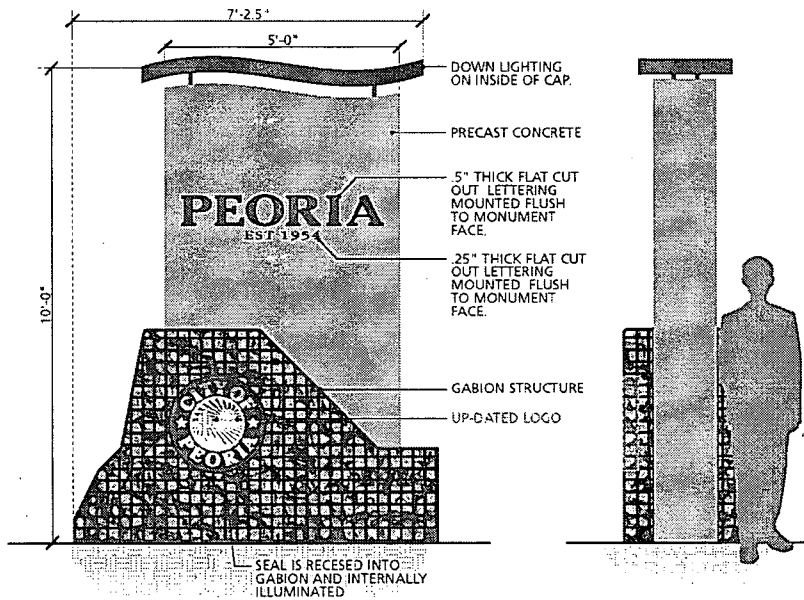 7'-2.5"
5'-0"
10'-0"
DOWN LIGHTING
ON INSIDE OF CAP.
PRECAST CONCRETE
.5" THICK FLAT CUT
OUT LETTERING
MOUNTED FLUSH
TO MONUMENT
FACE.
PEORIA
EST 1954
.25" THICK FLAT CUT
OUT LETTERING
MOUNTED FLUSH
TO MONUMENT
FACE.
GABION STRUCTURE
UP-DATED LOGO
CITY OF
PEORIA
SEAL IS RECESED INTO
GABION AND INTERNALLY
ILLUMINATED